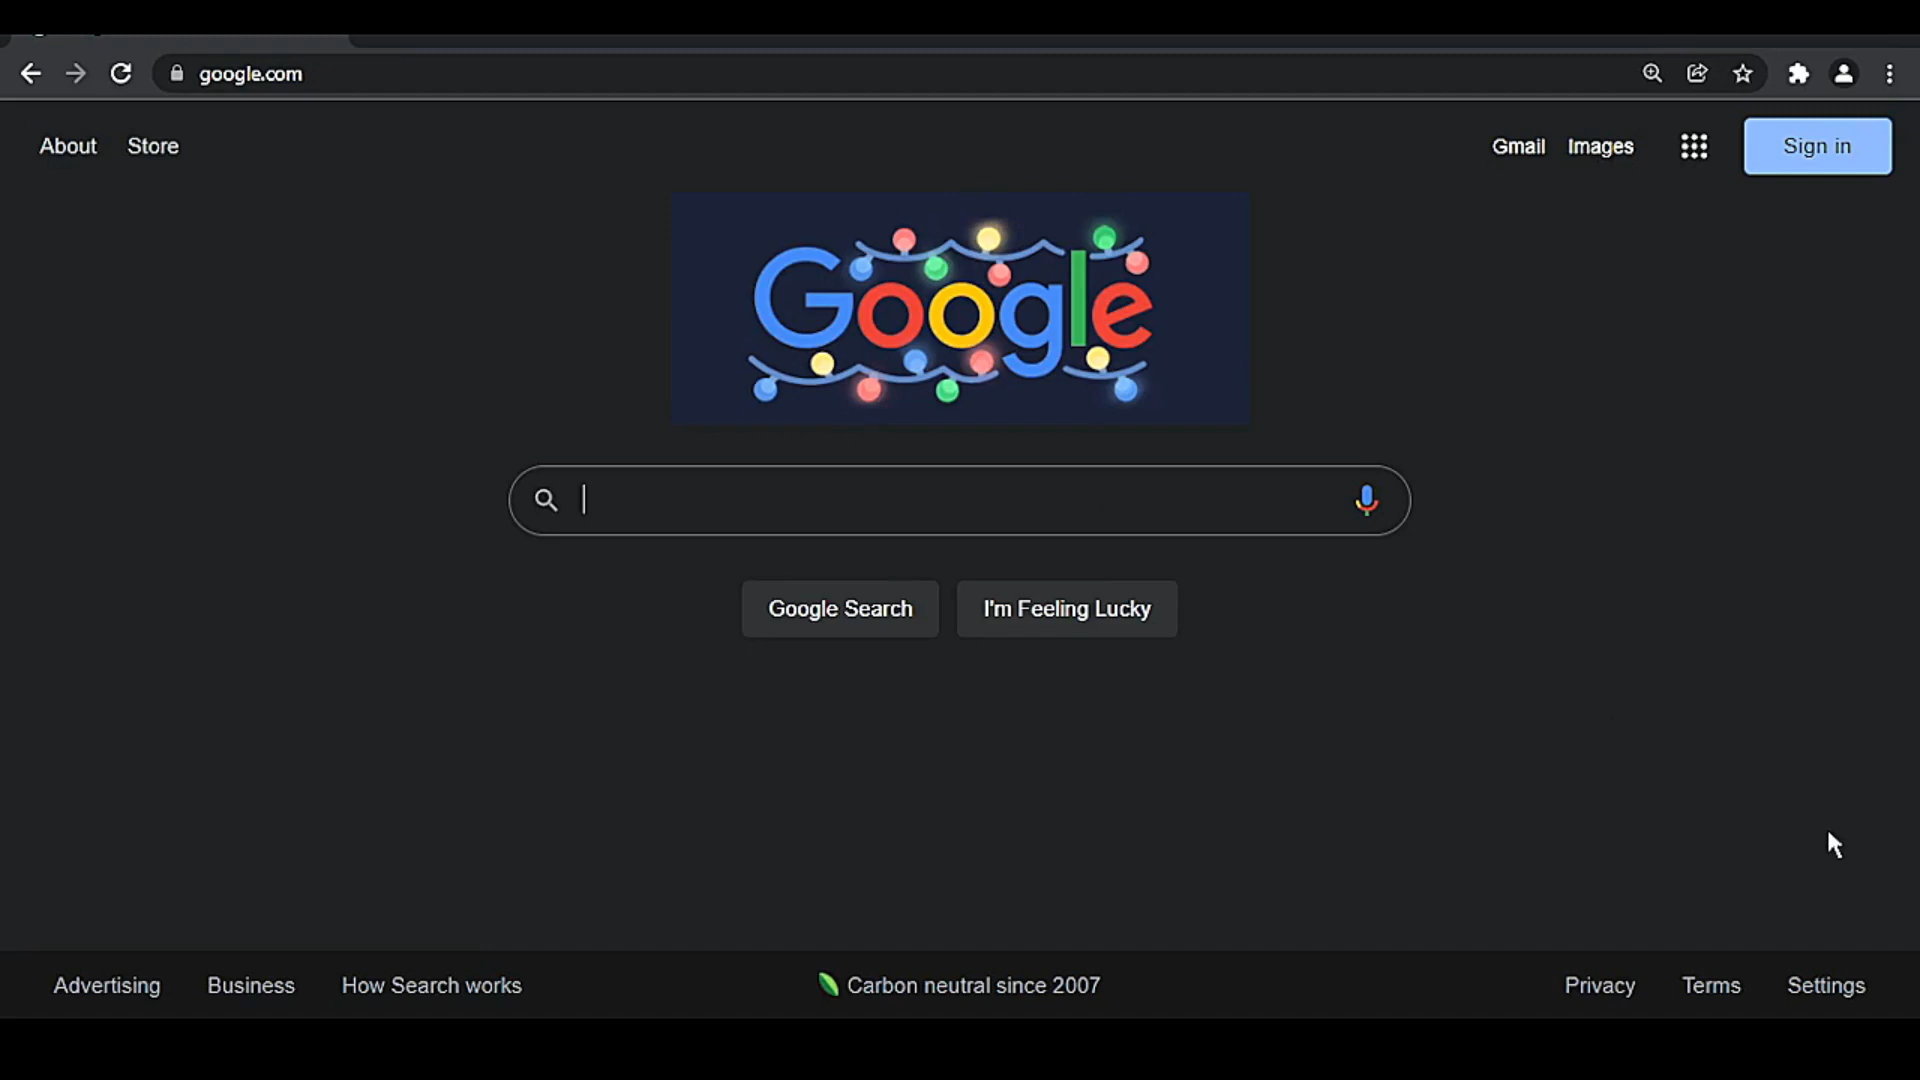 google.com
About Store
Gmail Images
Sign in
Google
Google Search
I'm Feeling Lucky
Advertising Business How Search works
Carbon neutral since 2007
Privacy Terms Settings